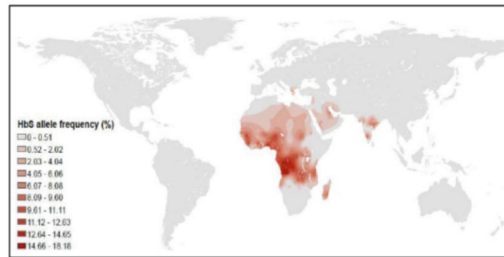 HbS allele frequency (%)
0 - 0.51
0.52 - 2.02
2.03 - 4.04
4.05 - 6.06
6.07 - 8.08
8.09 - 9.60
9.61 - 11.11
11.12 - 12.63
12.64 - 14.65
14.66 - 18.18